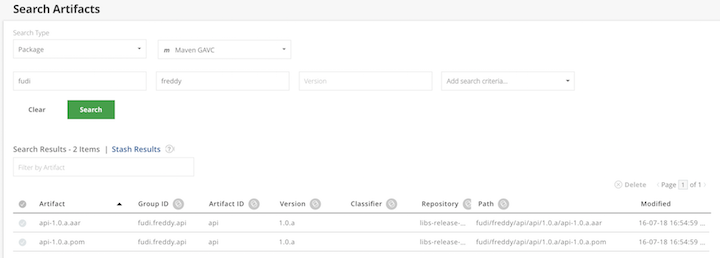 Search Artifacts
Search Type
Package
m Maven GAVC
fudi freddy Version Add search criteria...
Clear Search
Search Results - 2 Items | Stash Results ?
Filter by Artifact
Delete ‹ Page 1 of 1 ›
Artifact Group ID Artifact ID Version Classifier Repository Path Modified
api-1.0.a.aar fudi.freddy.api api 1.0.a libs-release-... fudi/freddy/api/api/1.0.a/api-1.0.a.aar 16-07-18 16:54:59 ...
api-1.0.a.pom fudi.freddy.api api 1.0.a libs-release-... fudi/freddy/api/api/1.0.a/api-1.0.a.pom 16-07-18 16:54:59 ...